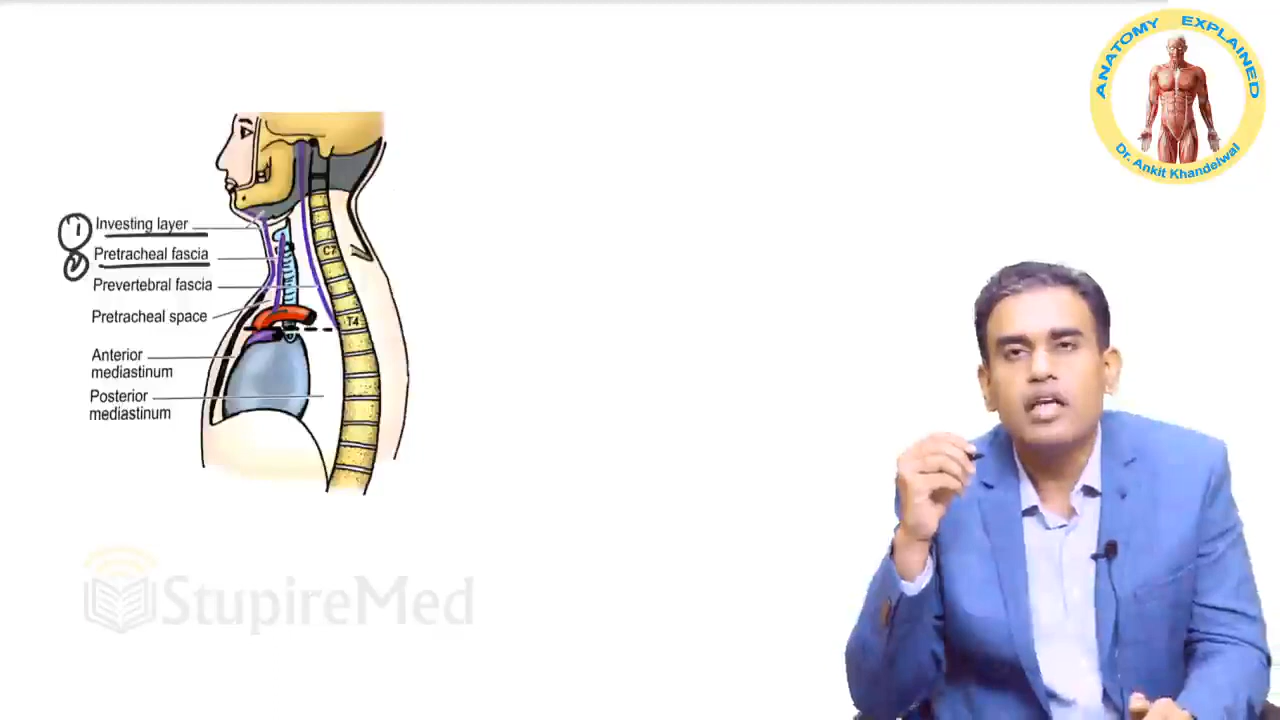 ANATOMY EXPLAINED
Dr. Ankit Khandelwal
1 Investing layer
2 Pretracheal fascia
Prevertebral fascia
Pretracheal space
Anterior
mediastinum
Posterior
mediastinum
C7
T4
StupireMed